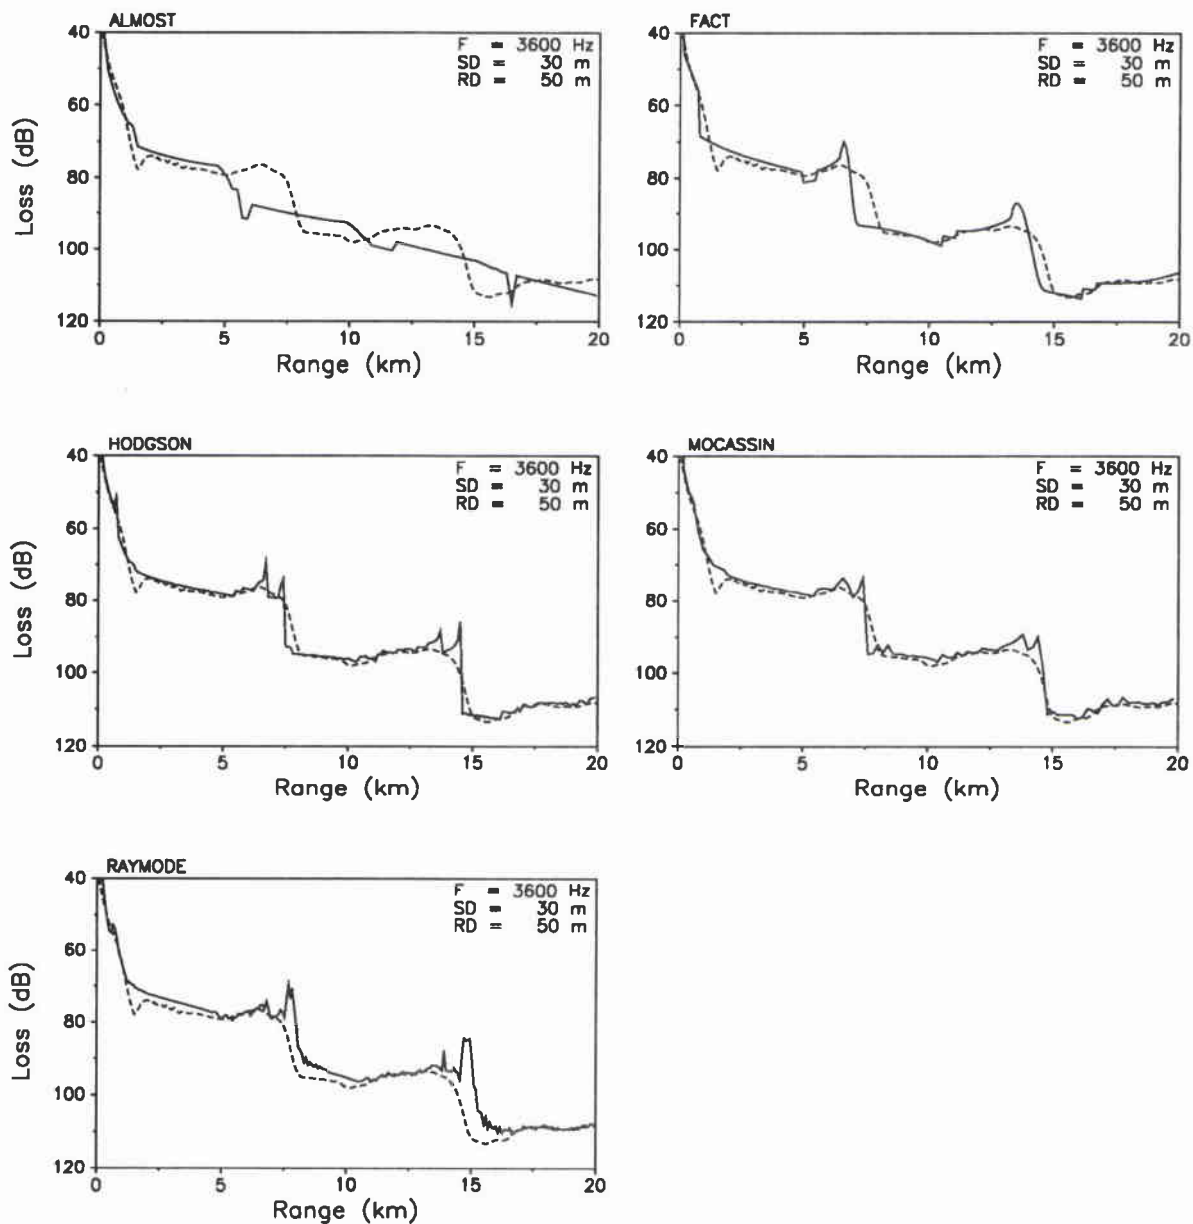 ALMOST
F = 3600 Hz
SD = 30 m
RD = 50 m
Loss (dB)
40
60
80
100
120
0 5 10 15 20
Range (km)
FACT
F = 3600 Hz
SD = 30 m
RD = 50 m
40
60
80
100
120
0 5 10 15 20
Range (km)
HODGSON
F = 3600 Hz
SD = 30 m
RD = 50 m
Loss (dB)
40
60
80
100
120
0 5 10 15 20
Range (km)
MOCASSIN
F = 3600 Hz
SD = 30 m
RD = 50 m
40
60
80
100
120
0 5 10 15 20
Range (km)
RAYMODE
F = 3600 Hz
SD = 30 m
RD = 50 m
Loss (dB)
40
60
80
100
120
0 5 10 15 20
Range (km)